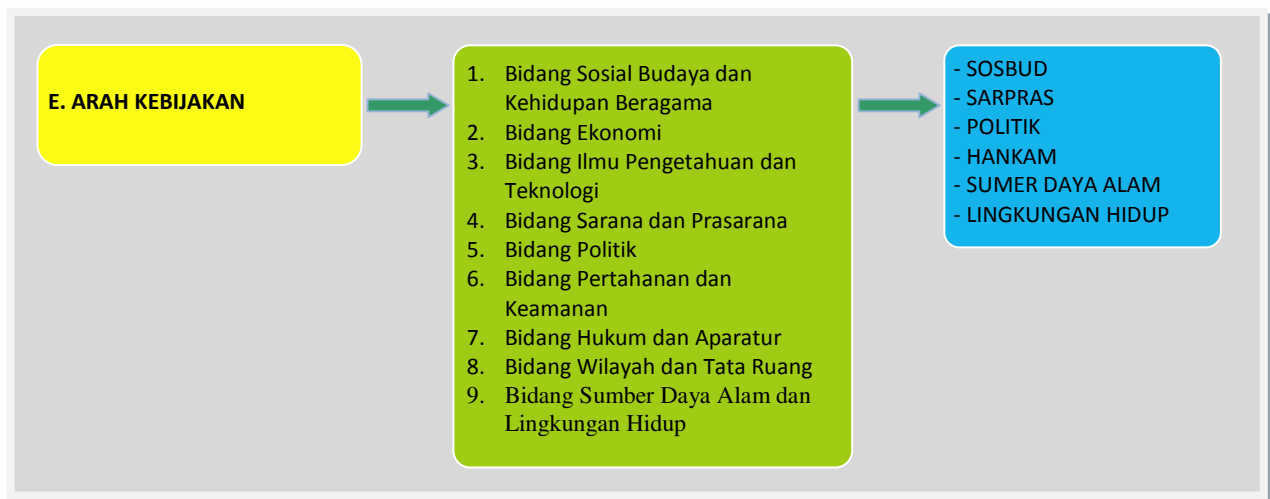 E. ARAH KEBIJAKAN
1. Bidang Sosial Budaya dan
Kehidupan Beragama
2. Bidang Ekonomi
3. Bidang Ilmu Pengetahuan dan
Teknologi
4. Bidang Sarana dan Prasarana
5. Bidang Politik
6. Bidang Pertahanan dan
Keamanan
7. Bidang Hukum dan Aparatur
8. Bidang Wilayah dan Tata Ruang
9. Bidang Sumber Daya Alam dan
Lingkungan Hidup
- SOSBUD
- SARPRAS
- POLITIK
- HANKAM
- SUMER DAYA ALAM
- LINGKUNGAN HIDUP